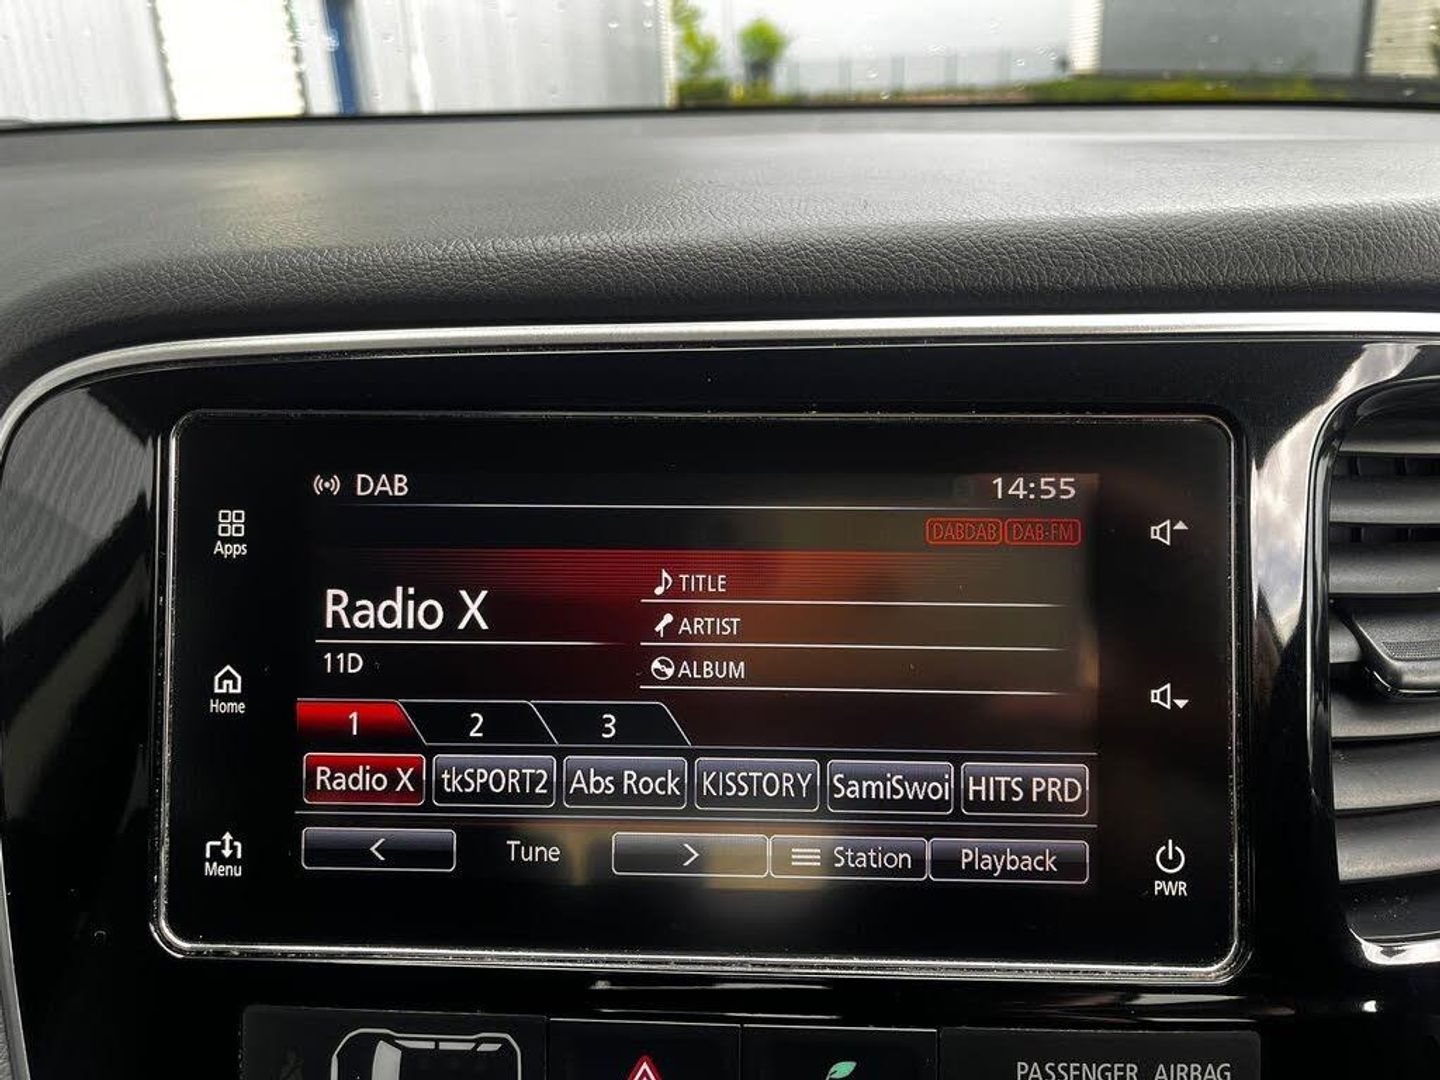 DAB 14:55
DABDAB DAB-FM
Apps
TITLE
Radio X
ARTIST
11D
ALBUM
Home
1 2 3
Radio X tkSPORT2 Abs Rock KISSTORY SamiSwoi HITS PRD
< Tune > Station Playback
Menu
PWR
PASSENGER AIRBAG